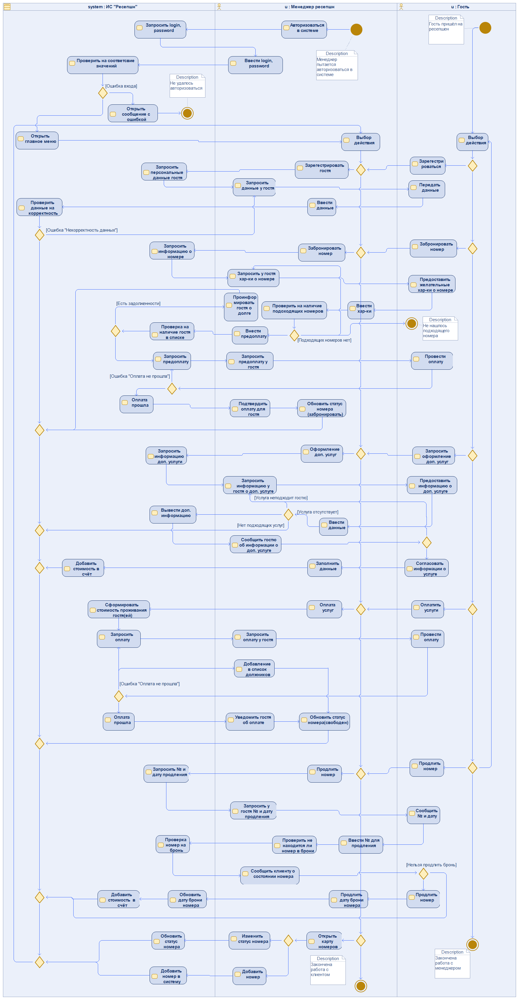 system : ИС "Ресепшн"
u : Менеджер ресепшн
u : Гость
Description
Гость пришёл на
ресепшен
Запросить login,
password
Авторизоваться
в системе
Description
Менеджер
пытается
авторизоваться в
системе
Проверить на соответсвие
значений
Ввести login,
password
Description
Не удалось
авторизоваться
[Ошибка входа]
Открыть
сообщение с
ошибкой
Открыть
главное меню
Выбор
действия
Выбор
действия
Запросить
персональные
данные гостя
Зарегестрировать
гостя
Зарегестри
роваться
Запросить
данные у гостя
Передать
данные
Проверить
данные на
корректность
Ввести
данные
[Ошибка "Некорректность данных"]
Запросить
информацию о
номере
Забронировать
номер
Забронировать
номер
Запросить у гостя
хар-ки о номере
Предоставить
желательные
хар-ки о номере
[Есть задолженности]
Проинфор
мировать
гостя о
долге
Проверить на наличие
подоходящих номеров
Ввести
хар-ки
Description
Не нашлось
подходящего
номера
Проверка на
наличие гостя
в списке
Внести
предоплату
[Подходящих номеров нет]
Запросить
предоплату
Запросить
предоплату у
гостя
Провести
оплату
[Ошибка "Оплата не прошла"]
Оплата
прошла
Подтвердить
оплату для
гостя
Обновить статус
номера
(забронировать)
Запросить
информацию
доп. услуги
Оформление
доп. услуг
Запросить
оформление
доп. услуг
Запросить
информацию у
гостя о доп. услуге
Предоставить
информацию о
доп. услуге
[Услуга неподходит гостю]
Вывести доп.
информацию
[Услуга отсутствует]
[Нет подходящих услуг]
Ввести
данные
Сообщить гостю
об информации о
доп. услуге
Добавить
стоимость в
счёт
Заполнить
данные
Согласовать
информации о
услуге
Сформировать
стоимость проживания
гостя(ей)
Оплата
услуг
Оплатить
услуги
Запросить
оплату
Запросить
оплату у гостя
Провести
оплату
Добавление
в список
должников
[Ошибка "Оплата не прошла"]
Оплата
прошла
Уведомить гостя
об оплате
Обновить статус
номера(свободен)
Запросить № и
дату продления
Продлить
номер
Продлить
номер
Запросить у
гостя № и дату
продления
Сообщить
№ и дату
Проверка
номер на
бронь
Проверить не
находится ли
номер в брони
Ввести № для
продления
Сообщить клиенту о
состоянии номера
[Нельзя продлить бронь]
Добавить
стоимость в
счёт
Обновить
дату брони
номера
Продлить
дату брони
номера
Продлить
номер
Обновить
статус
номера
Изменить
статус номера
Открыть
карту
номеров
Description
Закончена
работа с
клиентом
Description
Закончена
работа с
менеджером
Добавить
номер в
систему
Добавить
номер